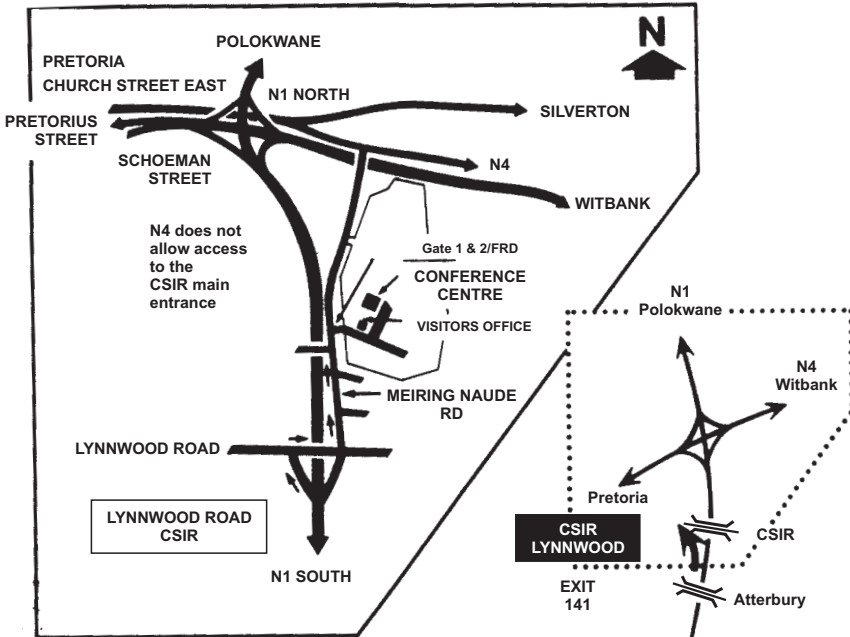 POLOKWANE
N
PRETORIA
CHURCH STREET EAST
N1 NORTH
SILVERTON
PRETORIUS
STREET
SCHOEMAN
STREET
N4
WITBANK
N4 does not
allow access
to the
CSIR main
entrance
Gate 1 & 2/FRD
CONFERENCE
CENTRE
VISITORS OFFICE
MEIRING NAUDE
RD
LYNNWOOD ROAD
LYNNWOOD ROAD
CSIR
N1 SOUTH
N1
Polokwane
N4
Witbank
Pretoria
CSIR
LYNNWOOD
CSIR
EXIT
141
Atterbury